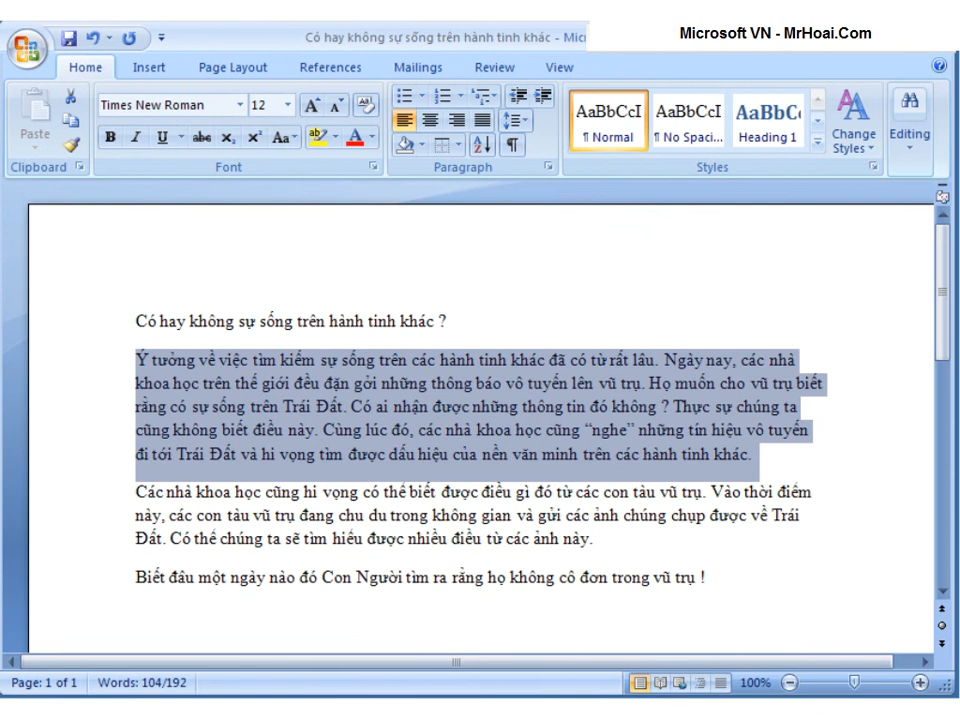 Có hay không sự sống trên hành tinh khác - Mic
Microsoft VN - MrHoai.Com
Home Insert Page Layout References Mailings Review View
Paste
Clipboard
Times New Roman 12
B I U abc X₂ X² Aa
ab A
Font
Paragraph
AaBbCcI AaBbCcI AaBbC
¶ Normal ¶ No Spaci... Heading 1
Styles
Change
Styles
Editing
Có hay không sự sống trên hành tinh khác ?
Ý tưởng về việc tìm kiếm sự sống trên các hành tinh khác đã có từ rất lâu. Ngày nay, các nhà
khoa học trên thế giới đều đặn gởi những thông báo vô tuyến lên vũ trụ. Họ muốn cho vũ trụ biết
rằng có sự sống trên Trái Đất. Có ai nhận được những thông tin đó không ? Thực sự chúng ta
cũng không biết điều này. Cùng lúc đó, các nhà khoa học cũng “nghe” những tín hiệu vô tuyến
đi tới Trái Đất và hi vọng tìm được dấu hiệu của nền văn minh trên các hành tinh khác.
Các nhà khoa học cũng hi vọng có thể biết được điều gì đó từ các con tàu vũ trụ. Vào thời điểm
này, các con tàu vũ trụ đang chu du trong không gian và gửi các ảnh chúng chụp được về Trái
Đất. Có thể chúng ta sẽ tìm hiểu được nhiều điều từ các ảnh này.
Biết đâu một ngày nào đó Con Người tìm ra rằng họ không cô đơn trong vũ trụ !
Page: 1 of 1 Words: 104/192 100%